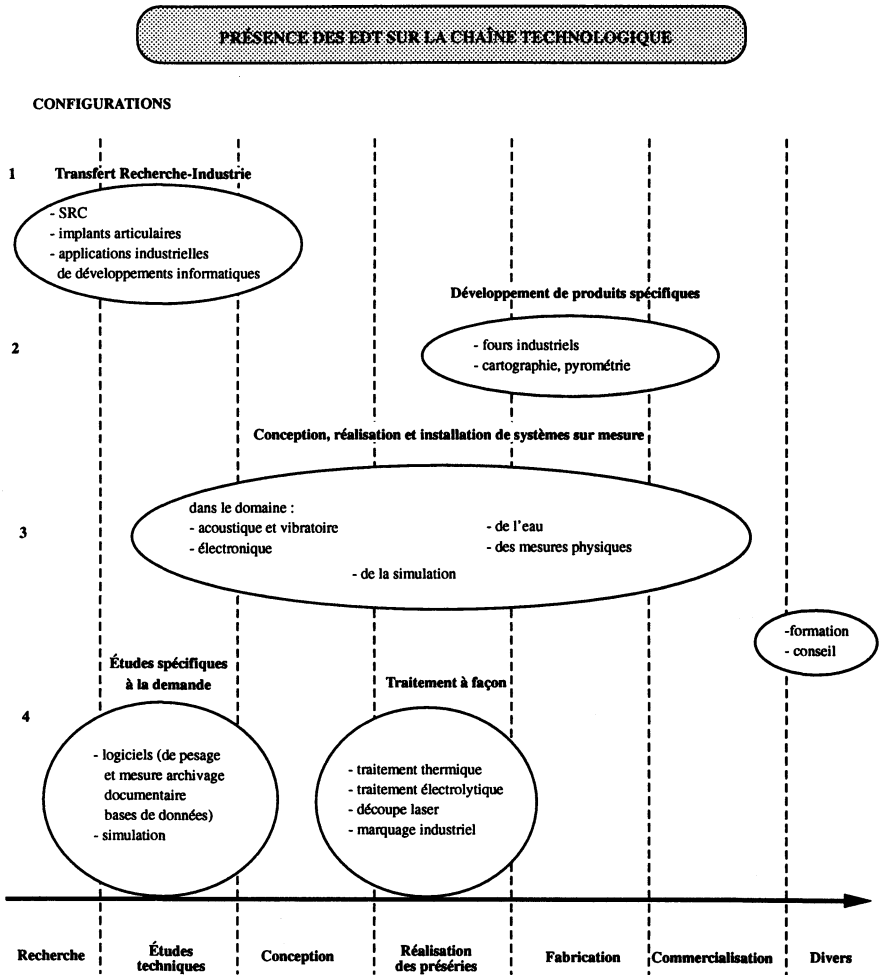 PRÉSENCE DES EDT SUR LA CHAÎNE TECHNOLOGIQUE
CONFIGURATIONS
1 Transfert Recherche-Industrie
- SRC
- implants articulaires
- applications industrielles
de développements informatiques
Développement de produits spécifiques
2
- fours industriels
- cartographie, pyrométrie
Conception, réalisation et installation de systèmes sur mesure
3
dans le domaine :
- acoustique et vibratoire
- électronique
- de l'eau
- des mesures physiques
- de la simulation
-formation
- conseil
Études spécifiques
à la demande
Traitement à façon
4
- logiciels (de pesage
et mesure archivage
documentaire
bases de données)
- simulation
- traitement thermique
- traitement électrolytique
- découpe laser
- marquage industriel
Recherche
Études
techniques
Conception
Réalisation
des préséries
Fabrication
Commercialisation
Divers